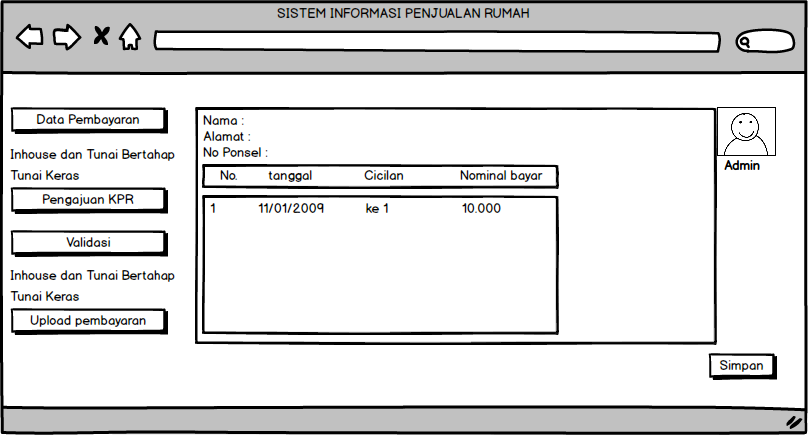 SISTEM INFORMASI PENJUALAN RUMAH
Data Pembayaran
Inhouse dan Tunai Bertahap
Tunai Keras
Pengajuan KPR
Validasi
Inhouse dan Tunai Bertahap
Tunai Keras
Upload pembayaran
Nama :
Alamat :
No Ponsel :
No. tanggal Cicilan Nominal bayar
1 11/01/2009 ke 1 10.000
Admin
Simpan